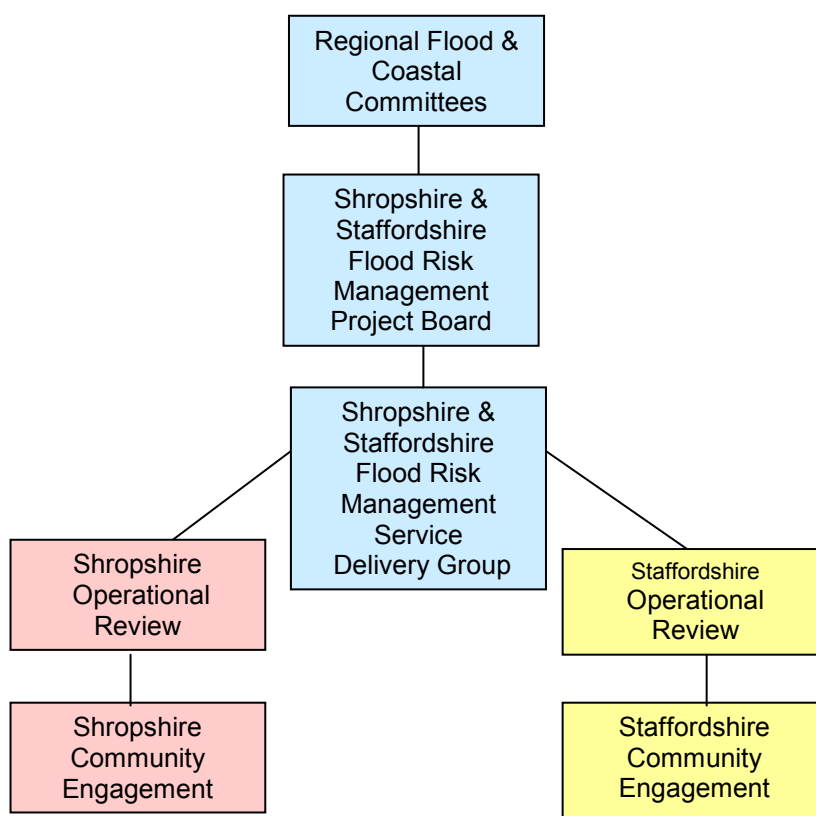 Regional Flood &
Coastal
Committees
Shropshire &
Staffordshire
Flood Risk
Management
Project Board
Shropshire &
Staffordshire
Flood Risk
Management
Service
Delivery Group
Shropshire
Operational
Review
Staffordshire
Operational
Review
Shropshire
Community
Engagement
Staffordshire
Community
Engagement